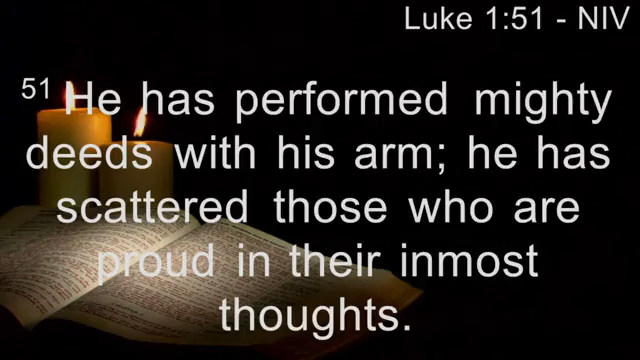 Luke 1:51 - NIV
51 He has performed mighty
deeds with his arm; he has
scattered those who are
proud in their inmost
thoughts.